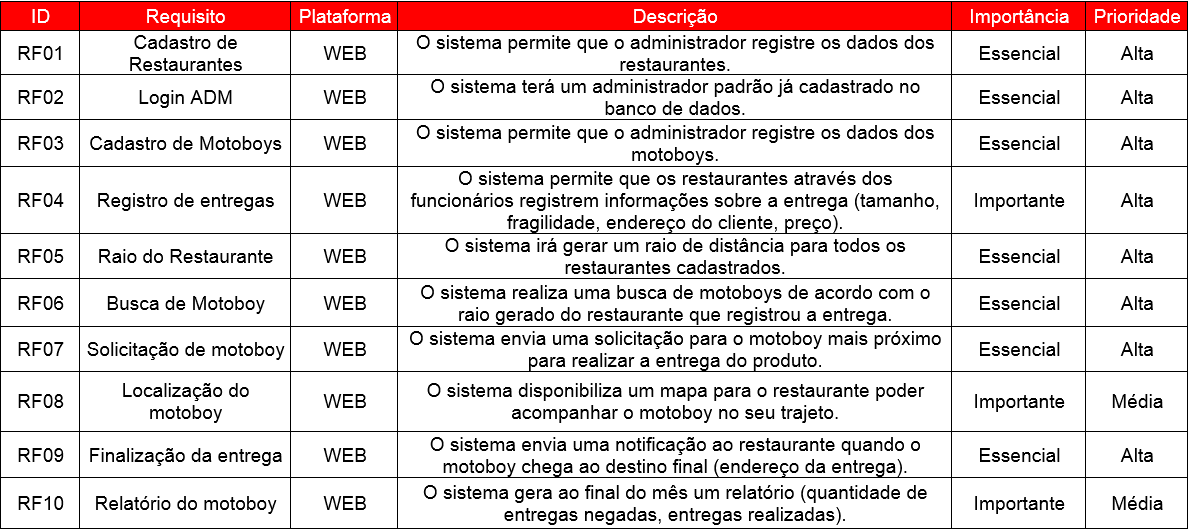 ID Requisito Plataforma Descrição Importância Prioridade
RF01 Cadastro de Restaurantes WEB O sistema permite que o administrador registre os dados dos restaurantes. Essencial Alta
RF02 Login ADM WEB O sistema terá um administrador padrão já cadastrado no banco de dados. Essencial Alta
RF03 Cadastro de Motoboys WEB O sistema permite que o administrador registre os dados dos motoboys. Essencial Alta
RF04 Registro de entregas WEB O sistema permite que os restaurantes através dos funcionários registrem informações sobre a entrega (tamanho, fragilidade, endereço do cliente, preço). Importante Alta
RF05 Raio do Restaurante WEB O sistema irá gerar um raio de distância para todos os restaurantes cadastrados. Essencial Alta
RF06 Busca de Motoboy WEB O sistema realiza uma busca de motoboys de acordo com o raio gerado do restaurante que registrou a entrega. Essencial Alta
RF07 Solicitação de motoboy WEB O sistema envia uma solicitação para o motoboy mais próximo para realizar a entrega do produto. Essencial Alta
RF08 Localização do motoboy WEB O sistema disponibiliza um mapa para o restaurante poder acompanhar o motoboy no seu trajeto. Importante Média
RF09 Finalização da entrega WEB O sistema envia uma notificação ao restaurante quando o motoboy chega ao destino final (endereço da entrega). Essencial Alta
RF10 Relatório do motoboy WEB O sistema gera ao final do mês um relatório (quantidade de entregas negadas, entregas realizadas). Importante Média